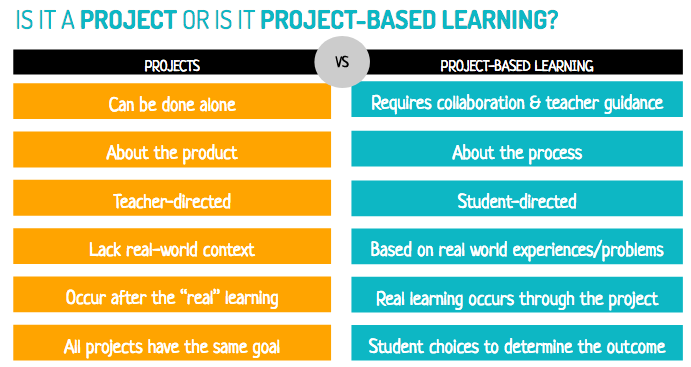 IS IT A PROJECT OR IS IT PROJECT-BASED LEARNING?
PROJECTS
VS
PROJECT-BASED LEARNING
Can be done alone
Requires collaboration & teacher guidance
About the product
About the process
Teacher-directed
Student-directed
Lack real-world context
Based on real world experiences/problems
Occur after the “real” learning
Real learning occurs through the project
All projects have the same goal
Student choices to determine the outcome